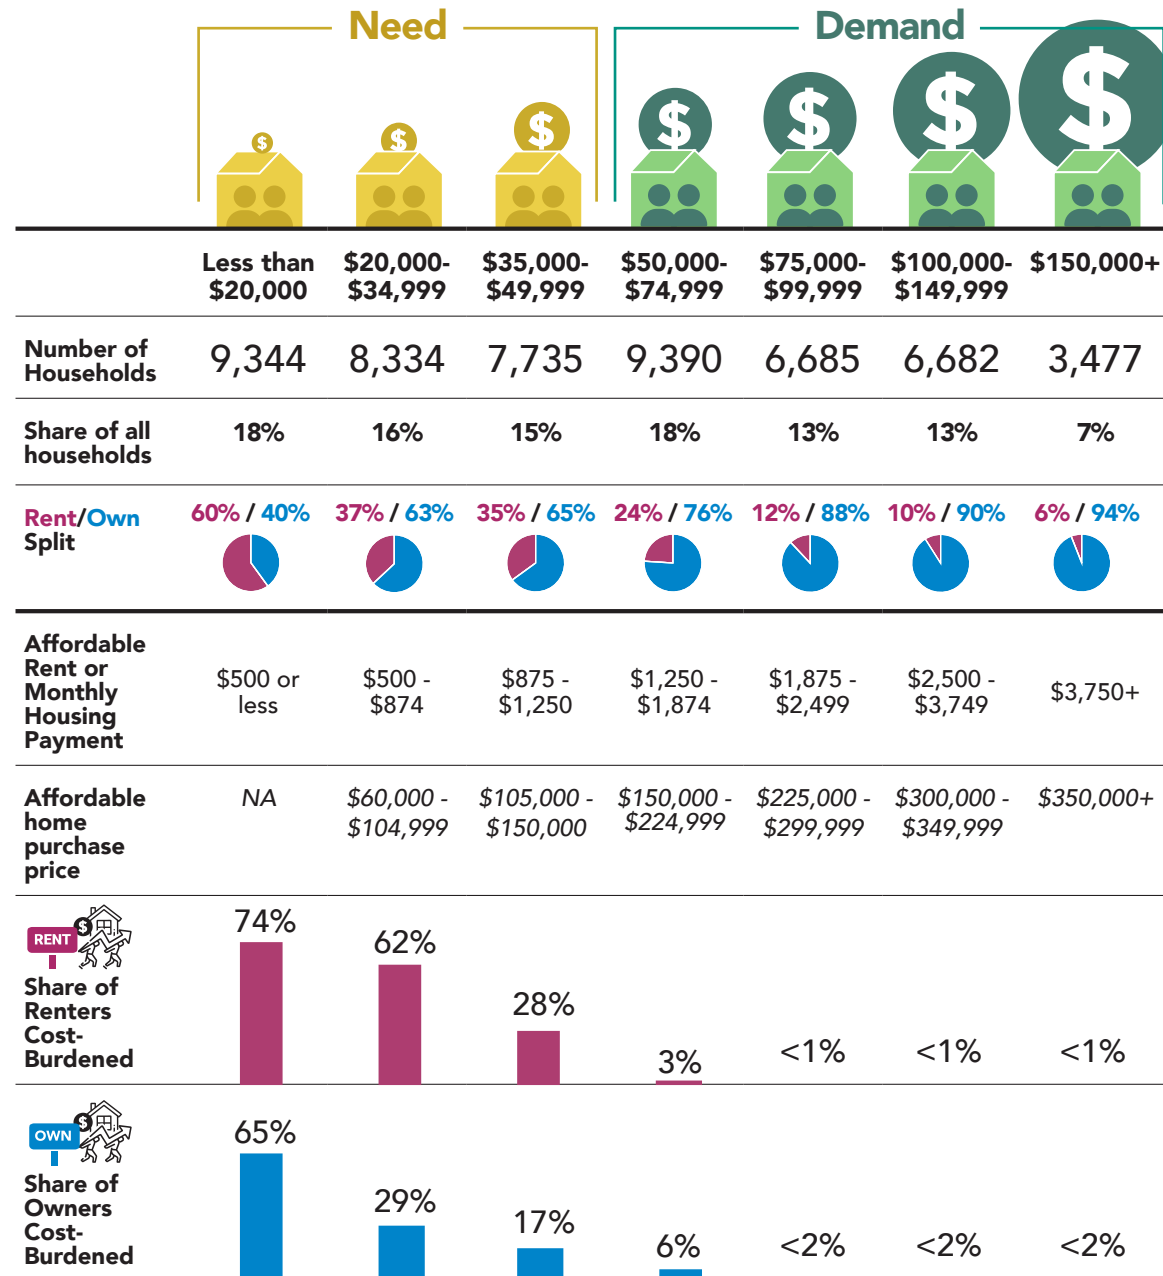 Need
Demand
$ $ $ $ $ $ $
Less than $20,000- $35,000- $50,000- $75,000- $100,000- $150,000+
$20,000 $34,999 $49,999 $74,999 $99,999 $149,999
Number of
Households
9,344 8,334 7,735 9,390 6,685 6,682 3,477
Share of all
households
18% 16% 15% 18% 13% 13% 7%
Rent/Own
Split
60% / 40% 37% / 63% 35% / 65% 24% / 76% 12% / 88% 10% / 90% 6% / 94%
Affordable
Rent or
Monthly
Housing
Payment
$500 or $500 - $875 - $1,250 - $1,875 - $2,500 - $3,750+
less $874 $1,250 $1,874 $2,499 $3,749
Affordable
home
purchase
price
NA $60,000 - $105,000 - $150,000 - $225,000 - $300,000 - $350,000+
$104,999 $150,000 $224,999 $299,999 $349,999
$
RENT
Share of
Renters
Cost-
Burdened
74% 62% 28% 3% <1% <1% <1%
$
OWN
Share of
Owners
Cost-
Burdened
65% 29% 17% 6% <2% <2% <2%